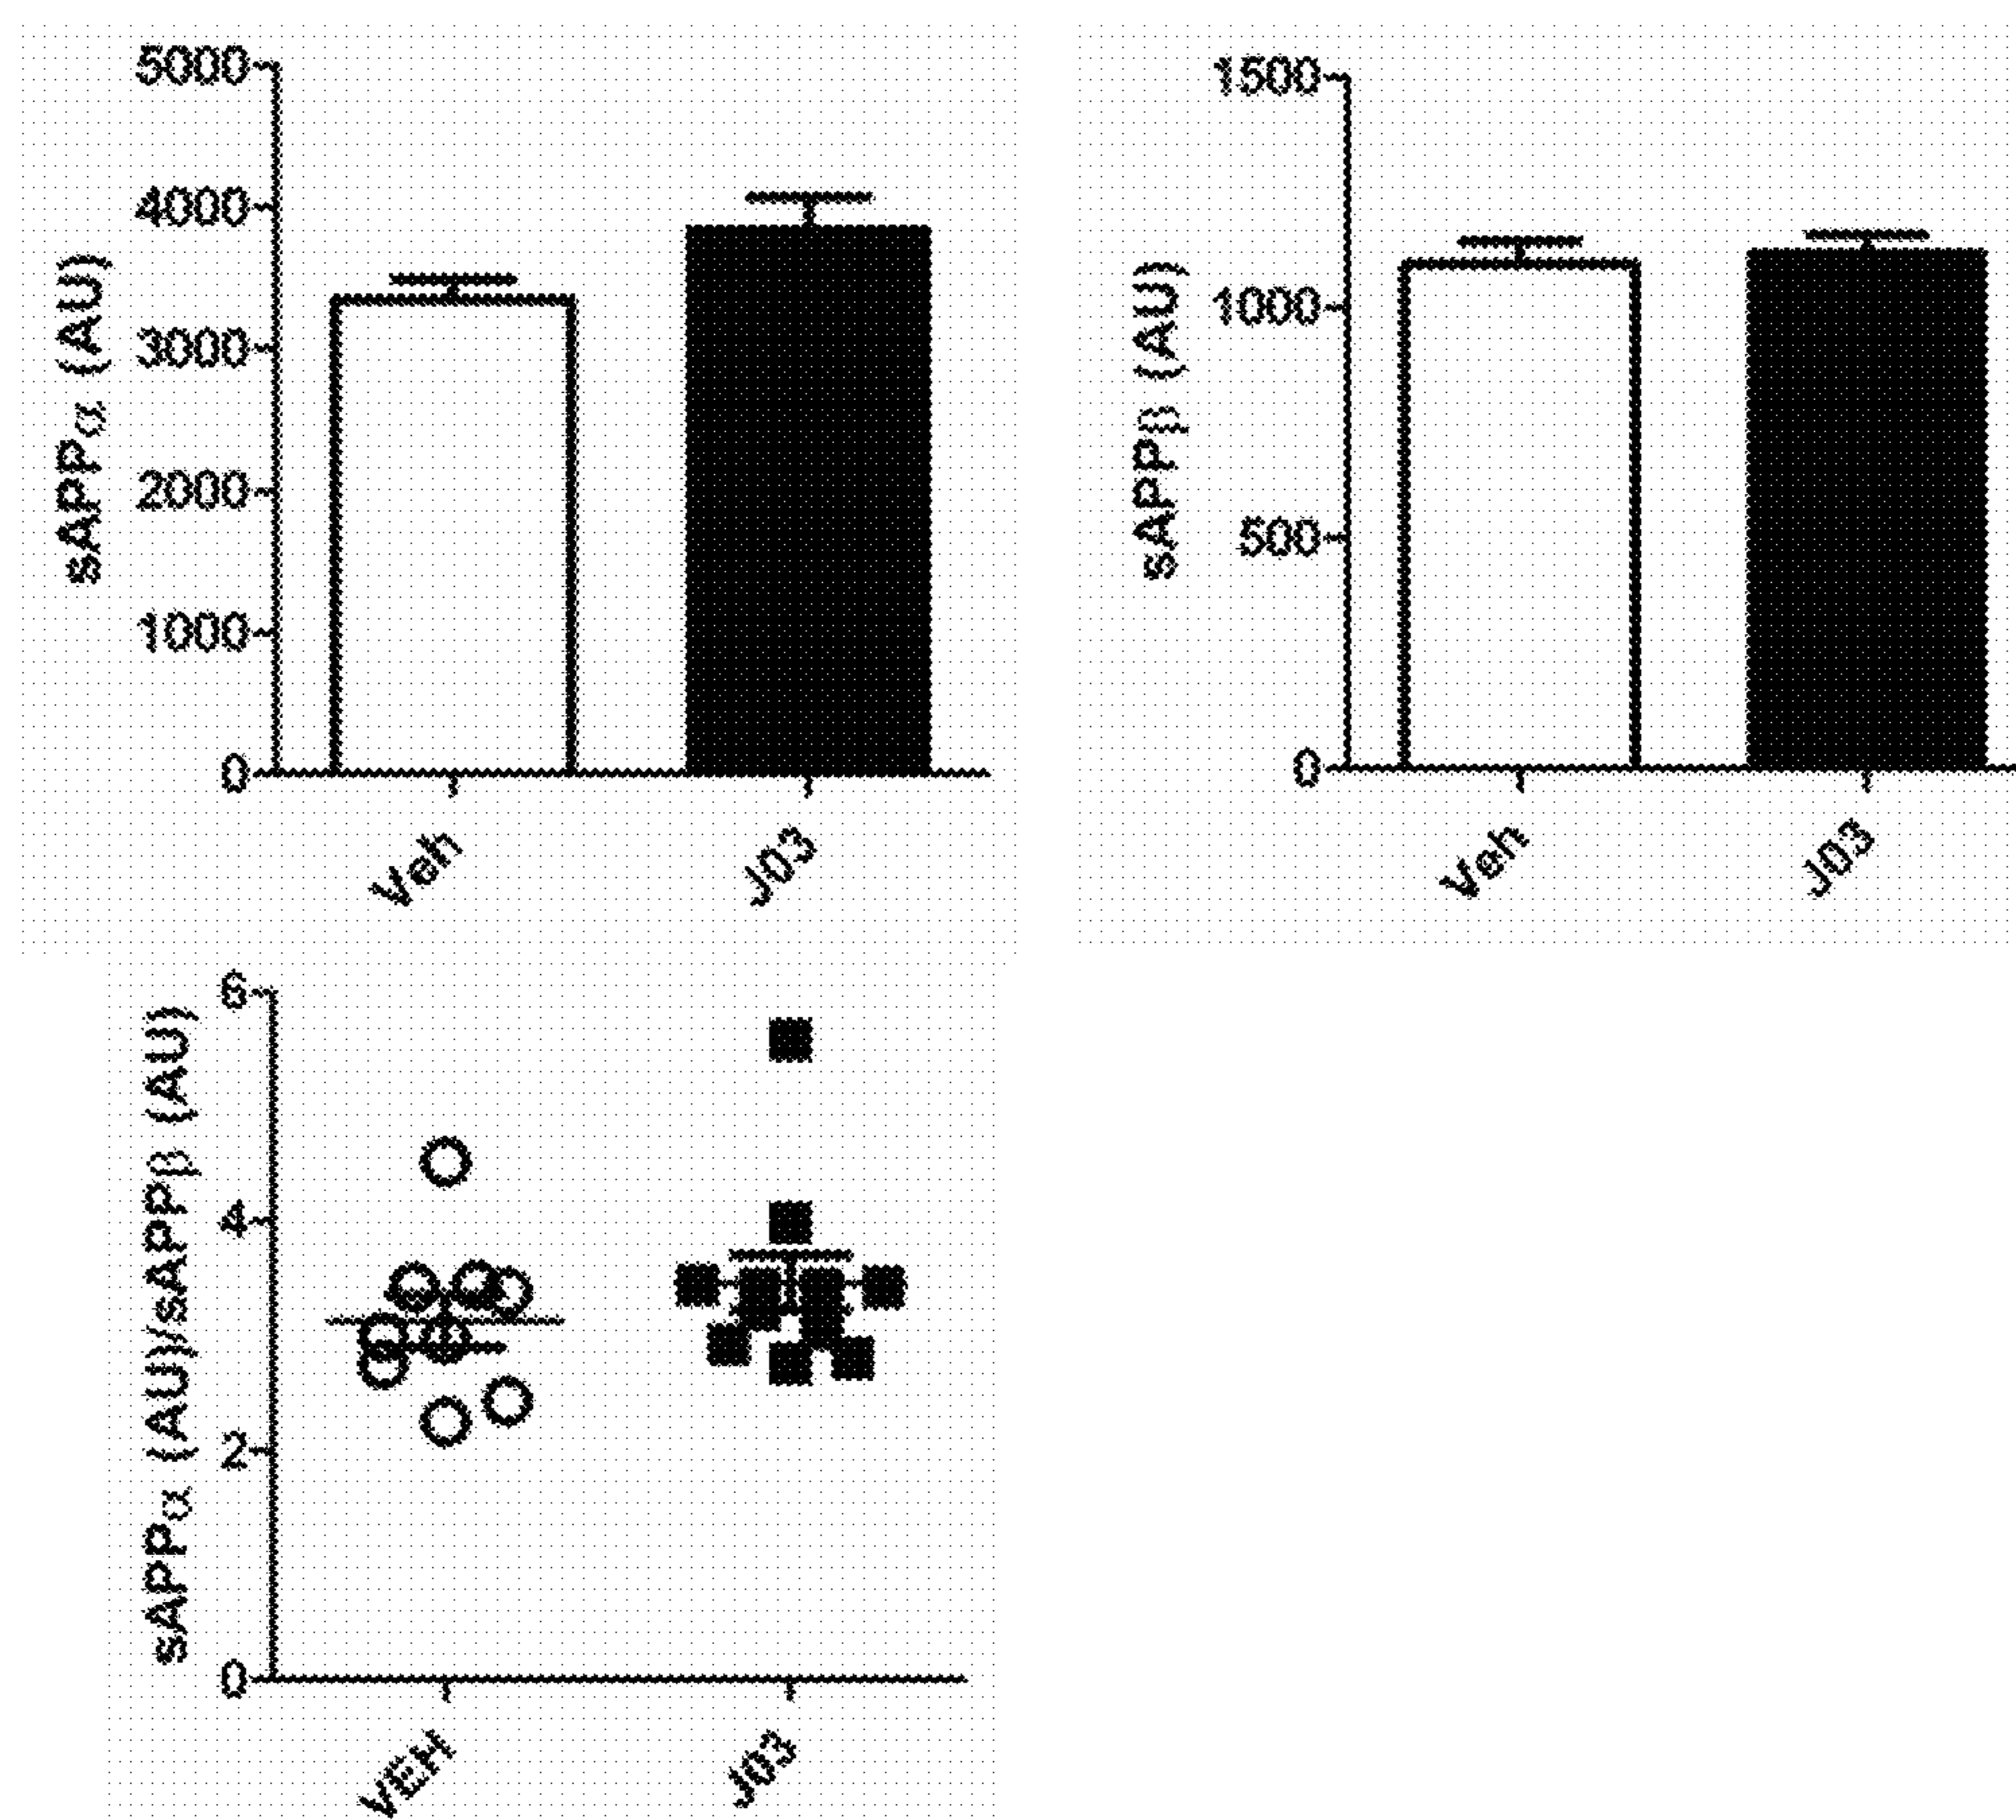 5000
4000
3000
2000
1000
0
sAPPα (AU)
Veh
J03
1500
1000
500
0
sAPPβ (AU)
Veh
J03
6
4
2
0
sAPPα (AU)/sAPPβ (AU)
VEH
J03